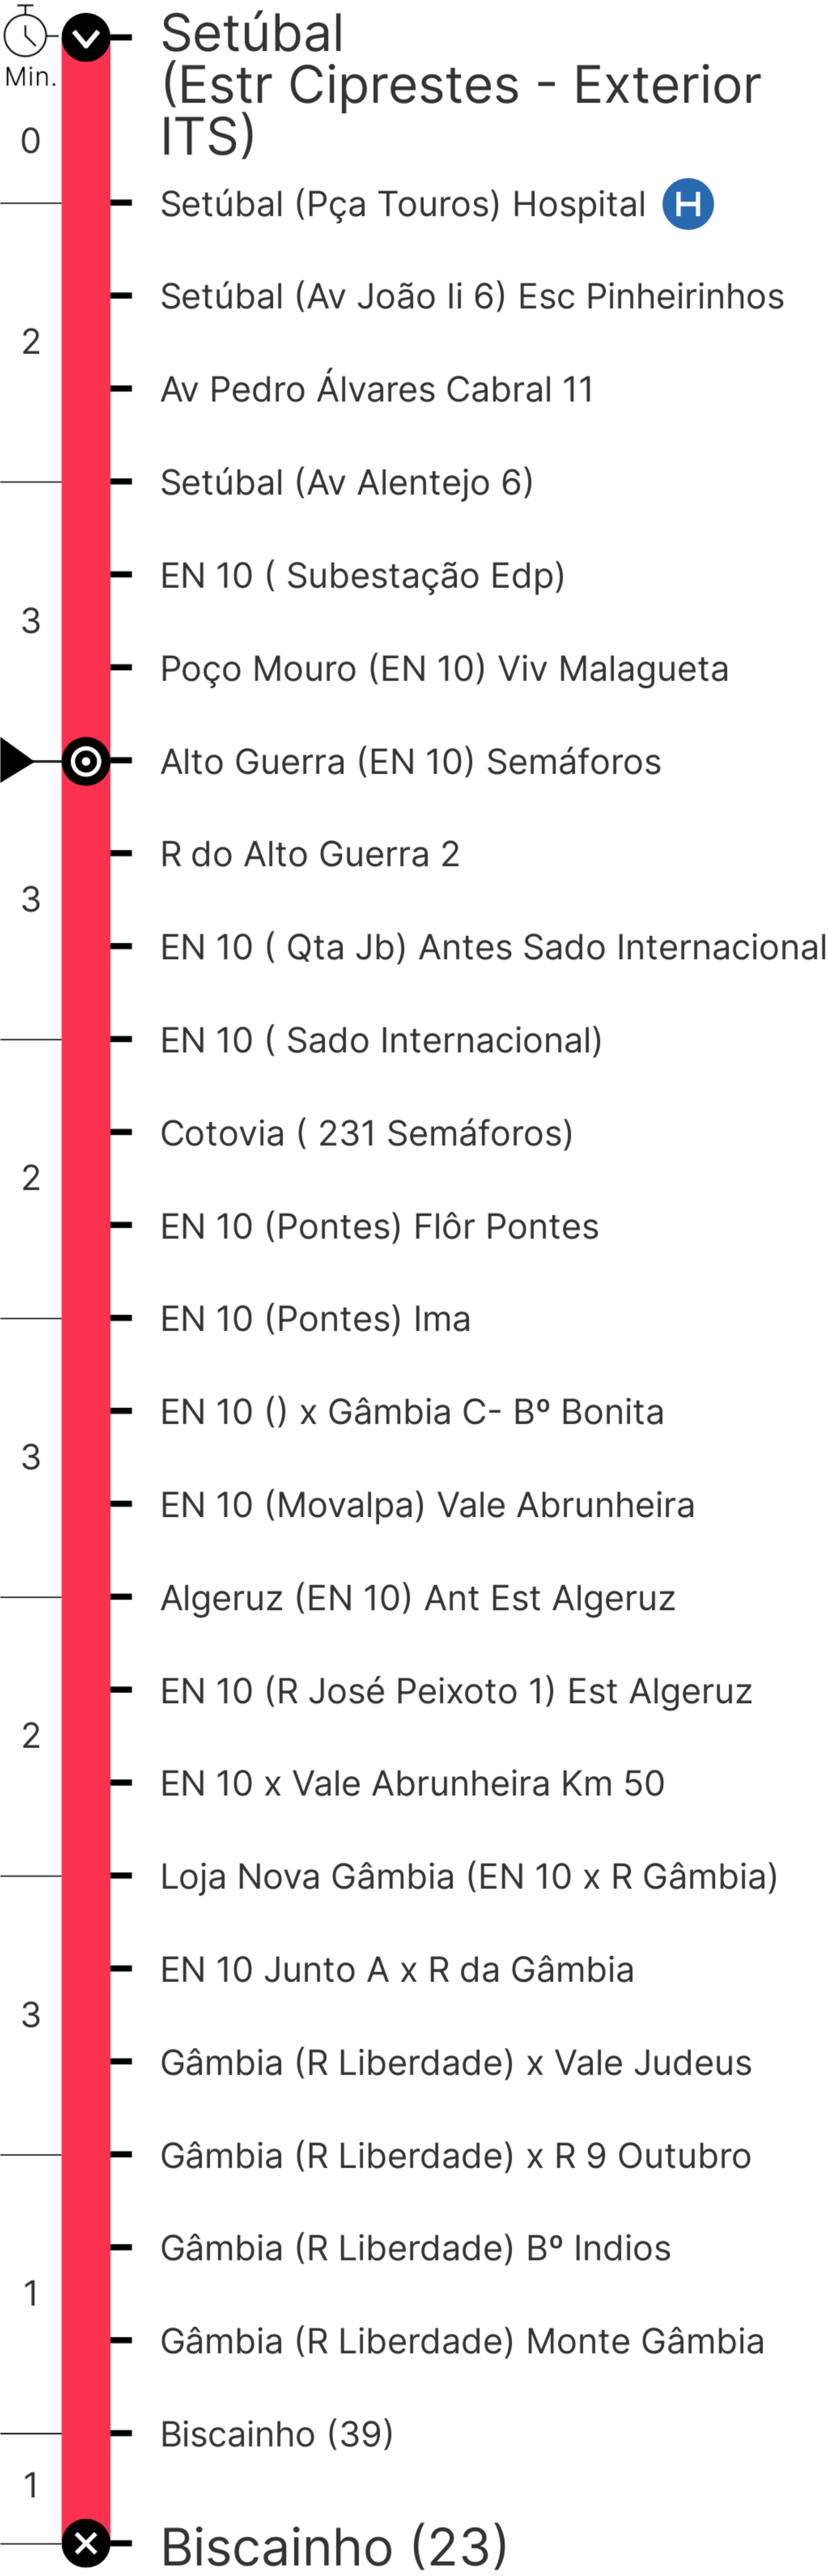 Setúbal
(Estr Ciprestes - Exterior
ITS)
Min.
0
Setúbal (Pça Touros) Hospital H
Setúbal (Av João Ii 6) Esc Pinheirinhos
2
Av Pedro Álvares Cabral 11
Setúbal (Av Alentejo 6)
EN 10 ( Subestação Edp)
3
Poço Mouro (EN 10) Viv Malagueta
Alto Guerra (EN 10) Semáforos
R do Alto Guerra 2
3
EN 10 ( Qta Jb) Antes Sado Internacional
EN 10 ( Sado Internacional)
Cotovia ( 231 Semáforos)
2
EN 10 (Pontes) Flôr Pontes
EN 10 (Pontes) Ima
EN 10 () x Gâmbia C- Bº Bonita
3
EN 10 (Movalpa) Vale Abrunheira
Algeruz (EN 10) Ant Est Algeruz
EN 10 (R José Peixoto 1) Est Algeruz
2
EN 10 x Vale Abrunheira Km 50
Loja Nova Gâmbia (EN 10 x R Gâmbia)
EN 10 Junto A x R da Gâmbia
3
Gâmbia (R Liberdade) x Vale Judeus
Gâmbia (R Liberdade) x R 9 Outubro
Gâmbia (R Liberdade) Bº Indios
1
Gâmbia (R Liberdade) Monte Gâmbia
Biscainho (39)
1
Biscainho (23)